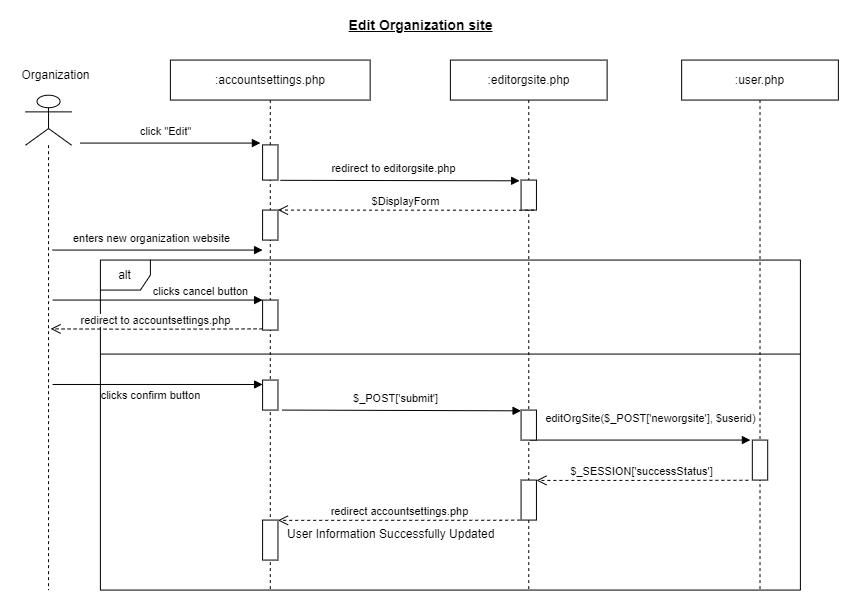 Edit Organization site
Organization
:accountsettings.php
:editorgsite.php
:user.php
click "Edit"
redirect to editorgsite.php
$DisplayForm
enters new organization website
alt
clicks cancel button
redirect to accountsettings.php
clicks confirm button
$_POST['submit']
editOrgSite($_POST['neworgsite'], $userid)
$_SESSION['successStatus']
redirect accountsettings.php
User Information Successfully Updated